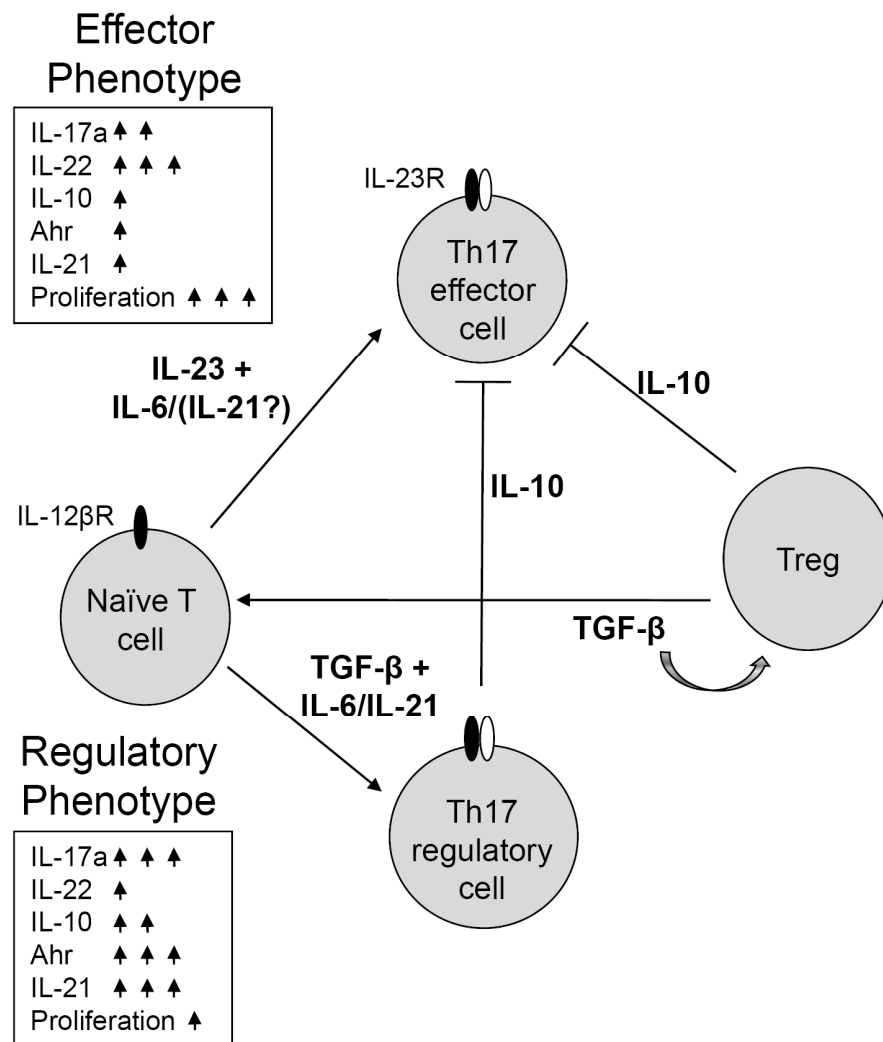 Effector
Phenotype
IL-17a
IL-22
IL-10
Ahr
IL-21
Proliferation
IL-23R
Th17
effector
cell
IL-23 +
IL-6/(IL-21?)
IL-10
IL-10
IL-12βR
Naïve T
cell
Treg
TGF-β
TGF-β +
IL-6/IL-21
Regulatory
Phenotype
IL-17a
IL-22
IL-10
Ahr
IL-21
Proliferation
Th17
regulatory
cell